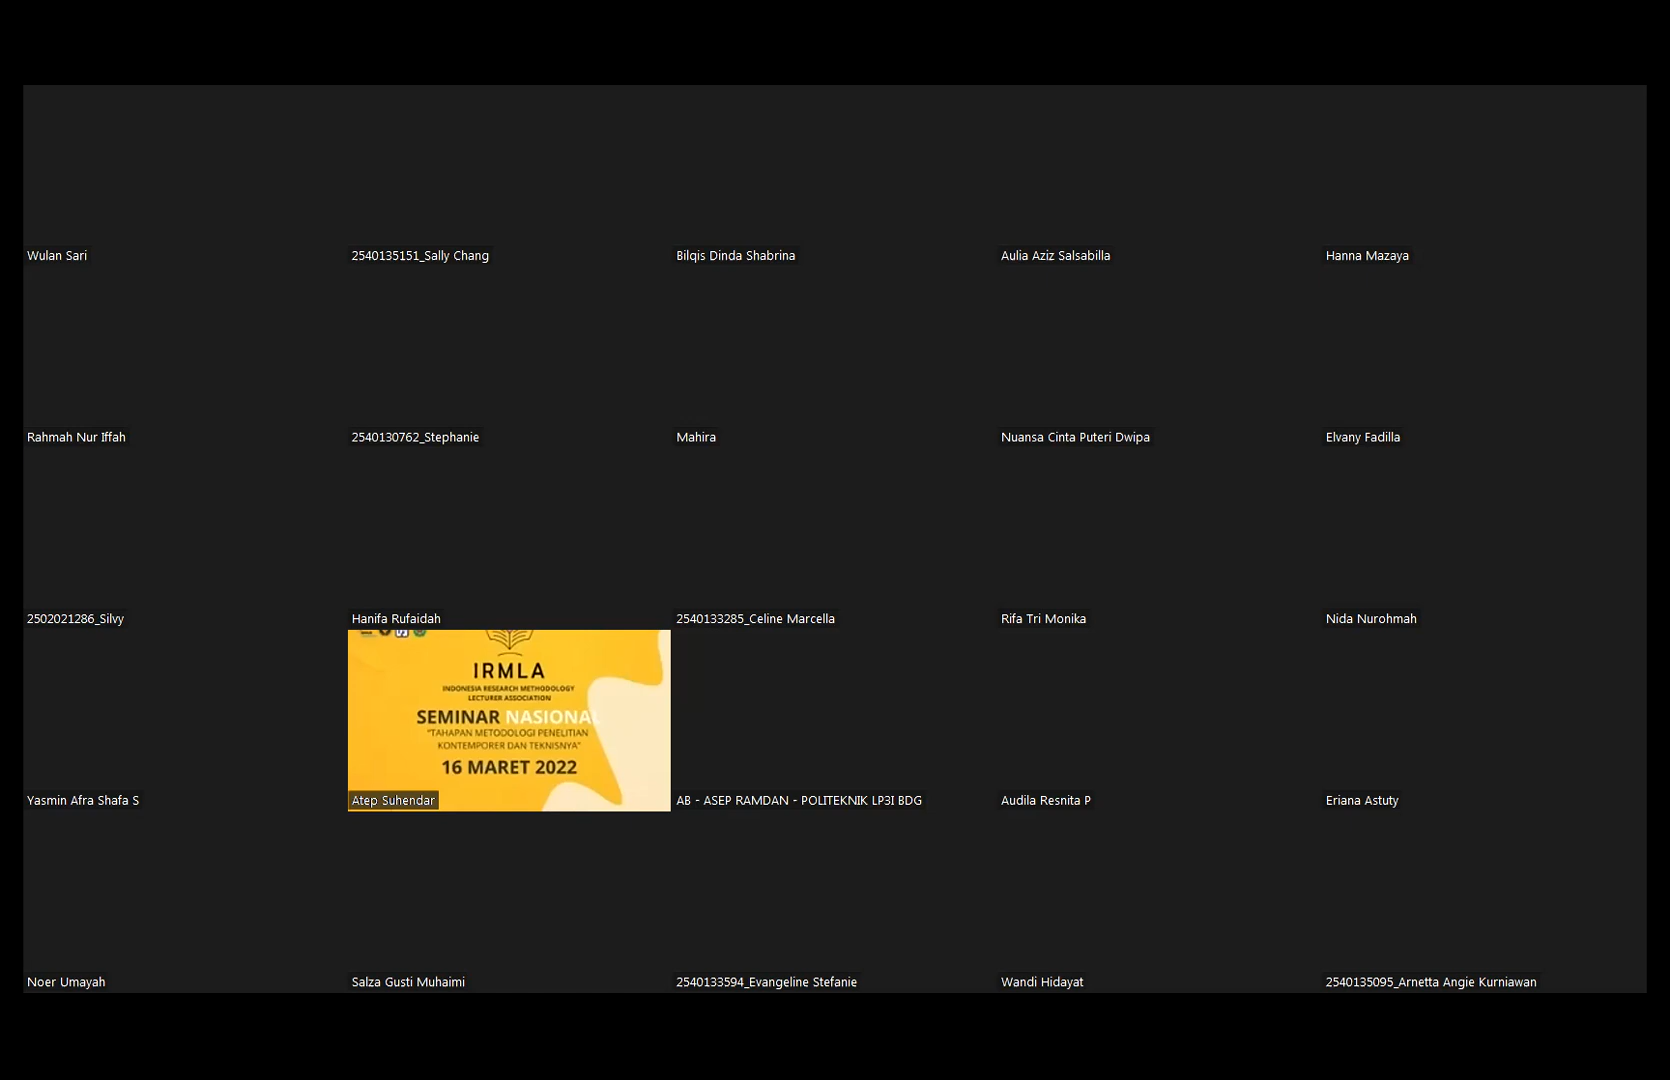 Wulan Sari
2540135151_Sally Chang
Bilqis Dinda Shabrina
Aulia Aziz Salsabilla
Hanna Mazaya
Rahmah Nur Iffah
2540130762_Stephanie
Mahira
Nuansa Cinta Puteri Dwipa
Elvany Fadilla
2502021286_Silvy
Hanifa Rufaidah
2540133285_Celine Marcella
Rifa Tri Monika
Nida Nurohmah
Yasmin Afra Shafa S
IRMLA
INDONESIA RESEARCH METHODOLOGY
LECTURER ASSOCIATION
SEMINAR NASIONAL
"TAHAPAN METODOLOGI PENELITIAN
KONTEMPORER DAN TEKNISNYA"
16 MARET 2022
Atep Suhendar
AB - ASEP RAMDAN - POLITEKNIK LP3I BDG
Audila Resnita P
Eriana Astuty
Noer Umayah
Salza Gusti Muhaimi
2540133594_Evangeline Stefanie
Wandi Hidayat
2540135095_Arnetta Angie Kurniawan